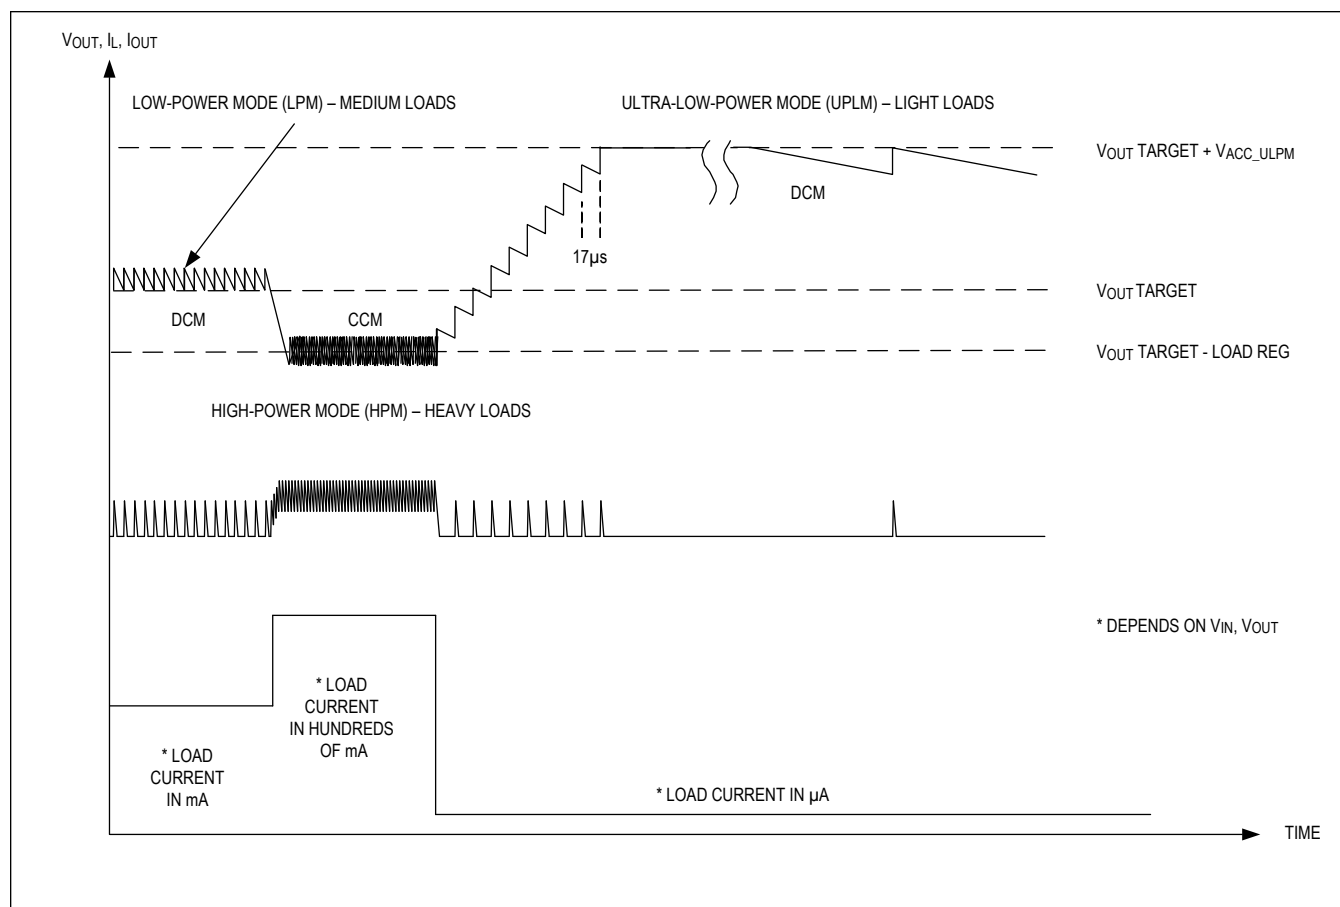 VOUT, IL, IOUT
LOW-POWER MODE (LPM) – MEDIUM LOADS
ULTRA-LOW-POWER MODE (UPLM) – LIGHT LOADS
VOUT TARGET + VACC_ULPM
DCM
17µs
VOUT TARGET
DCM
CCM
VOUT TARGET - LOAD REG
HIGH-POWER MODE (HPM) – HEAVY LOADS
* DEPENDS ON VIN, VOUT
* LOAD
CURRENT
IN HUNDREDS
OF mA
* LOAD
CURRENT
IN mA
* LOAD CURRENT IN µA
TIME